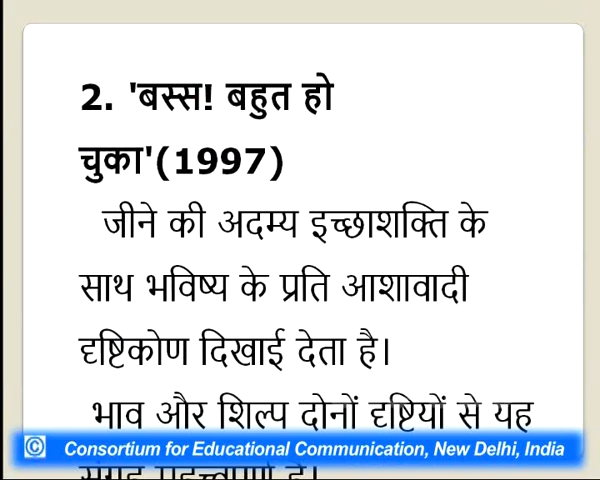 2. 'बस्स! बहुत हो
चुका'(1997)
जीने की अदम्य इच्छाशक्ति के
साथ भविष्य के प्रति आशावादी
दृष्टिकोण दिखाई देता है।
भाव और शिल्प दोनों दृष्टियों से यह
© Consortium for Educational Communication, New Delhi, India